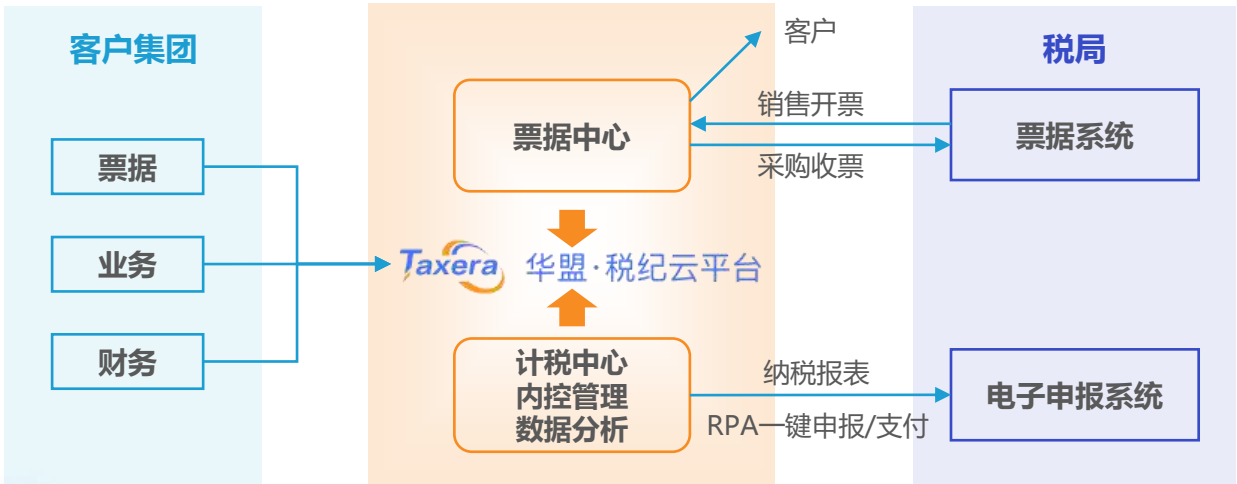 客户集团
票据
业务
财务
客户
票据中心
销售开票
采购收票
Taxera 华盟·税纪云平台
计税中心
内控管理
数据分析
纳税报表
RPA一键申报/支付
税局
票据系统
电子申报系统